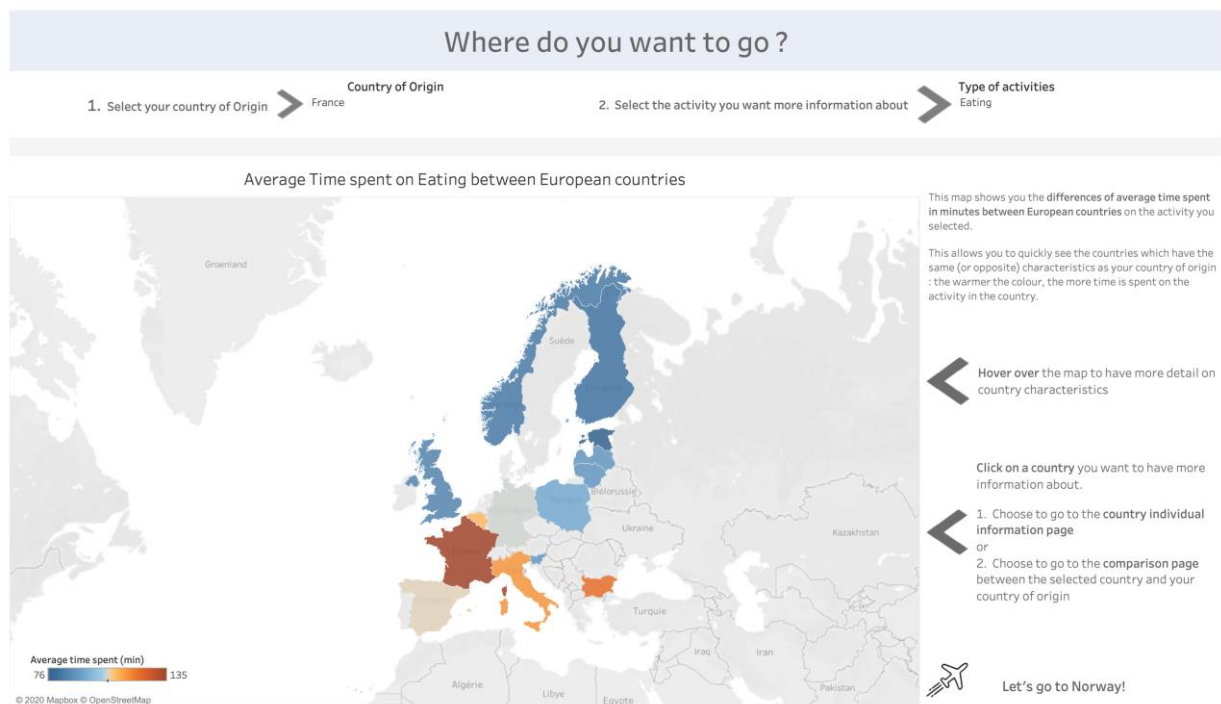 Where do you want to go ?
1. Select your country of Origin
Country of Origin
France
2. Select the activity you want more information about
Type of activities
Eating
Average Time spent on Eating between European countries
This map shows you the differences of average time spent
in minutes between European countries on the activity you
selected.
This allows you to quickly see the countries which have the
same (or opposite) characteristics as your country of origin
: the warmer the colour, the more time is spent on the
activity in the country.
Hover over the map to have more detail on
country characteristics
Click on a country you want to have more
information about.
1. Choose to go to the country individual
information page
or
2. Choose to go to the comparison page
between the selected country and your
country of origin
Let's go to Norway!
Groenland
Suède
Biélorussie
Pologne
Ukraine
Kazakhstan
France
Turquie
Iraq
Iran
Pakistan
Algérie
Libye
Egypte
Average time spent (min)
76
135
© 2020 Mapbox © OpenStreetMap